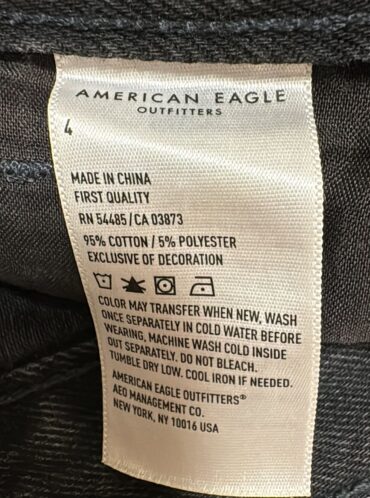 AMERICAN EAGLE
OUTFITTERS
4
MADE IN CHINA
FIRST QUALITY
RN 54485/CA 03873
95% COTTON / 5% POLYESTER
EXCLUSIVE OF DECORATION
COLOR MAY TRANSFER WHEN NEW, WASH
ONCE SEPARATELY IN COLD WATER BEFORE
WEARING, MACHINE WASH COLD INSIDE
OUT SEPARATELY. DO NOT BLEACH.
TUMBLE DRY LOW. COOL IRON IF NEEDED.
AMERICAN EAGLE OUTFITTERS®
AEO MANAGEMENT CO.
NEW YORK, NY 10016 USA